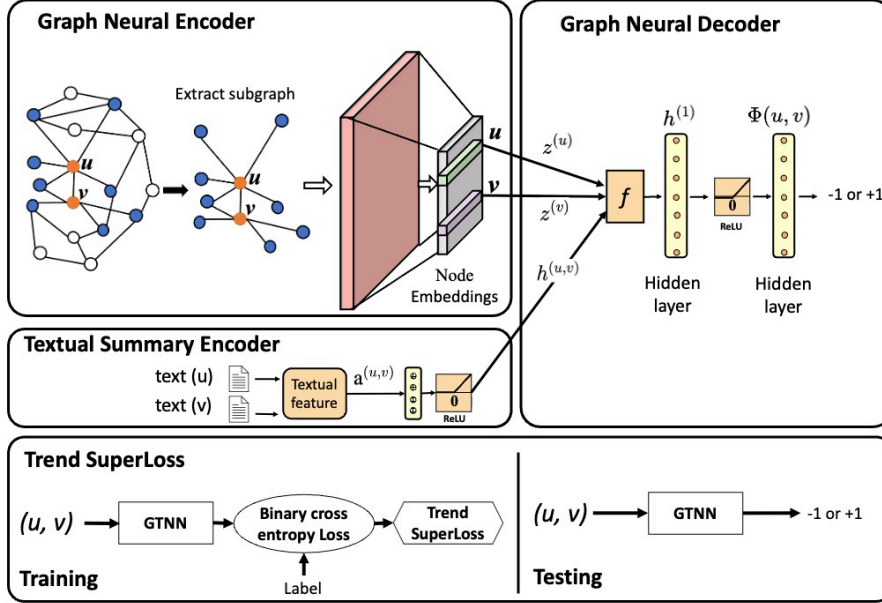 Graph Neural Encoder
Extract subgraph
u
v
u
v
u
v
Node
Embeddings
z^{(u)}
z^{(v)}
h^{(u,v)}
Graph Neural Decoder
f
h^{(1)}
Hidden
layer
0
ReLU
Φ(u, v)
Hidden
layer
-1 or +1
Textual Summary Encoder
text (u)
text (v)
Textual
feature
a^{(u,v)}
0
ReLU
Trend SuperLoss
(u, v)
GTNN
Binary cross
entropy Loss
Trend
SuperLoss
Label
Training
(u, v)
GTNN
-1 or +1
Testing